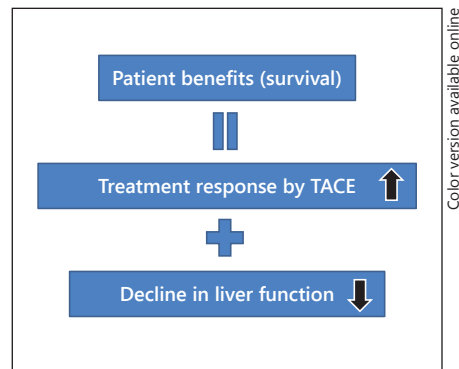 Patient benefits (survival)
Treatment response by TACE
Decline in liver function
Color version available online